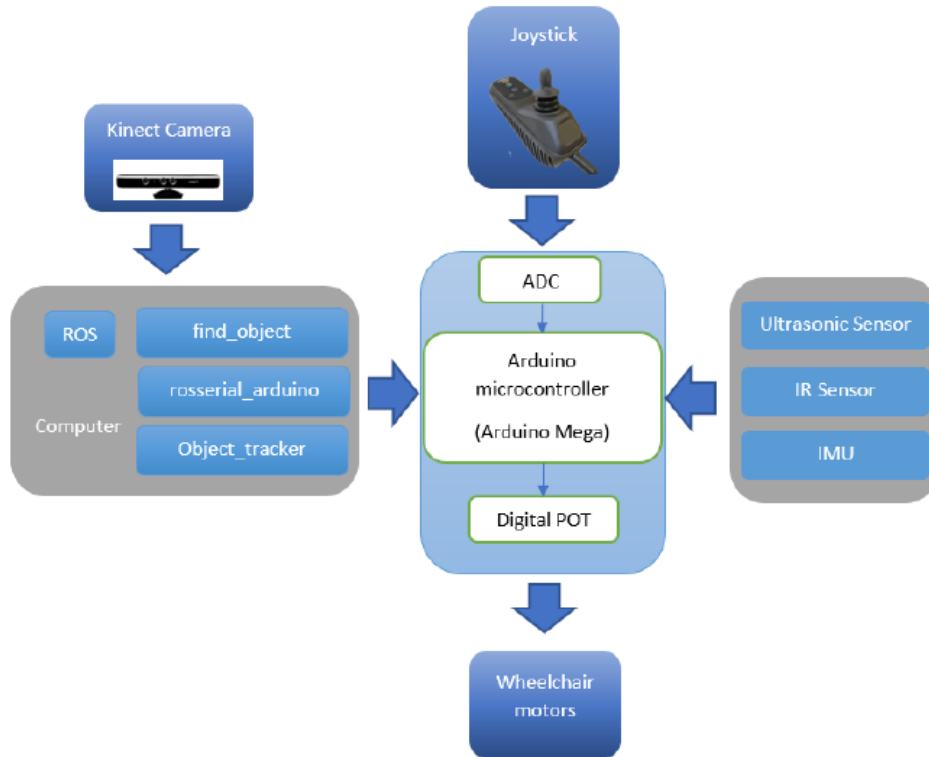 Joystick
Kinect Camera
ADC
ROS
find_object
rosserial_arduino
Computer
Object_tracker
Arduino
microcontroller
(Arduino Mega)
Digital POT
Ultrasonic Sensor
IR Sensor
IMU
Wheelchair
motors